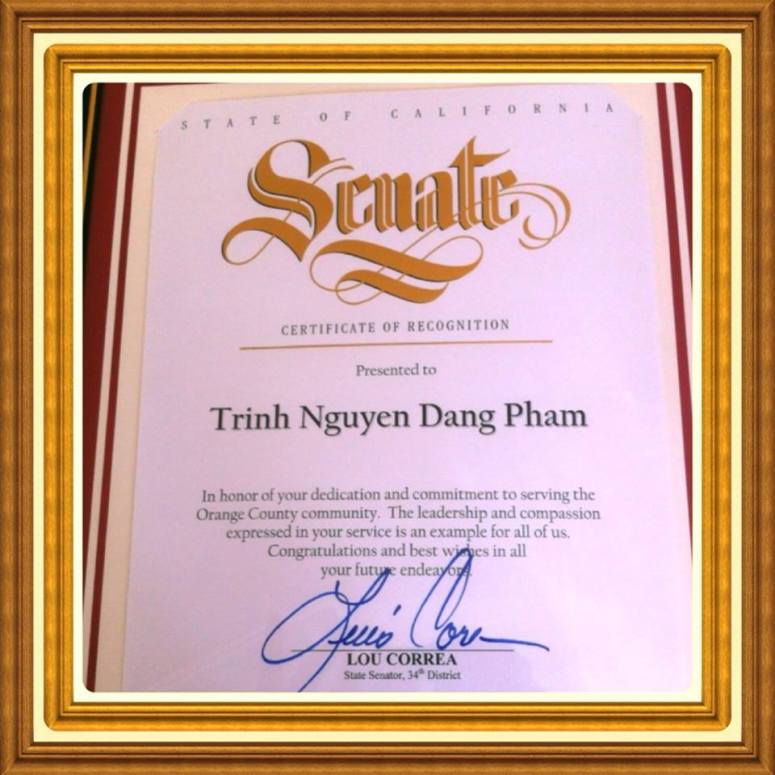 STATE OF CALIFORNIA
Senate
CERTIFICATE OF RECOGNITION
Presented to
Trinh Nguyen Dang Pham
In honor of your dedication and commitment to serving the
Orange County community. The leadership and compassion
expressed in your service is an example for all of us.
Congratulations and best wishes in all
your future endeavors.
Lou Correa
LOU CORREA
State Senator, 34th District